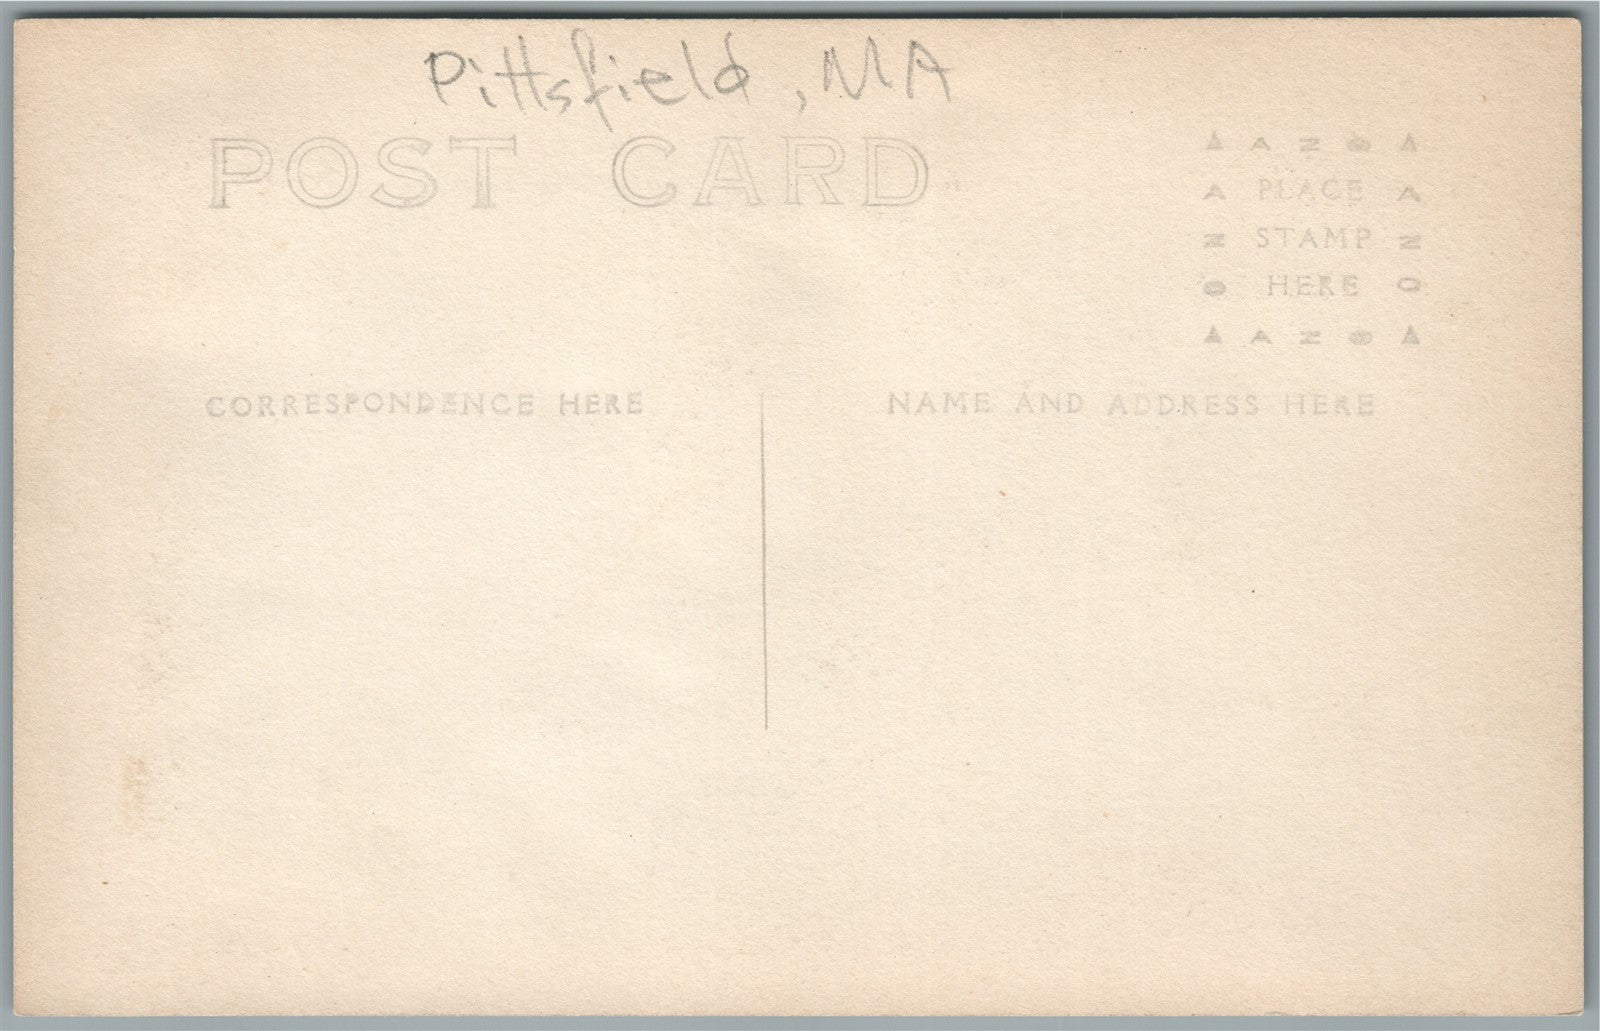 Pittsfield, MA
POST CARD
A Z O
PLACE
STAMP
HERE
A Z O
CORRESPONDENCE HERE
NAME AND ADDRESS HERE